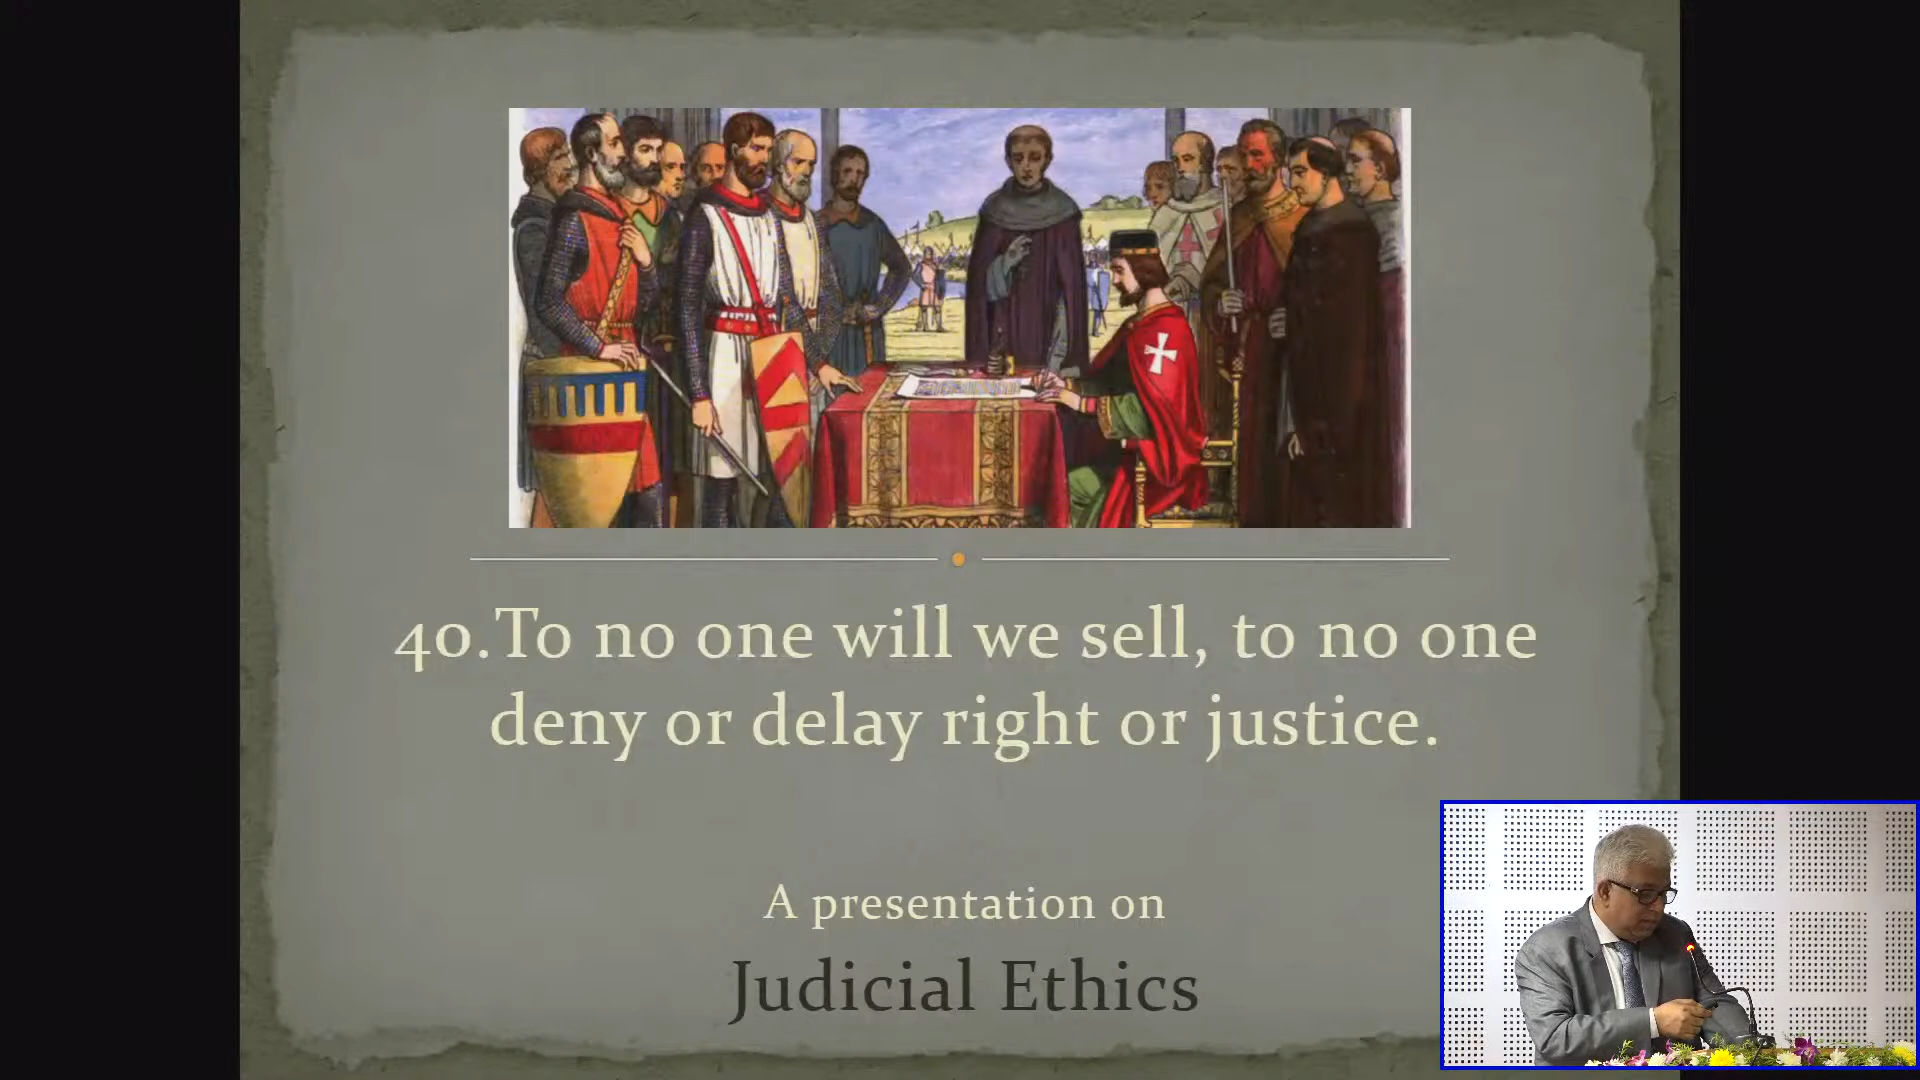 40.To no one will we sell, to no one
deny or delay right or justice.
A presentation on
Judicial Ethics